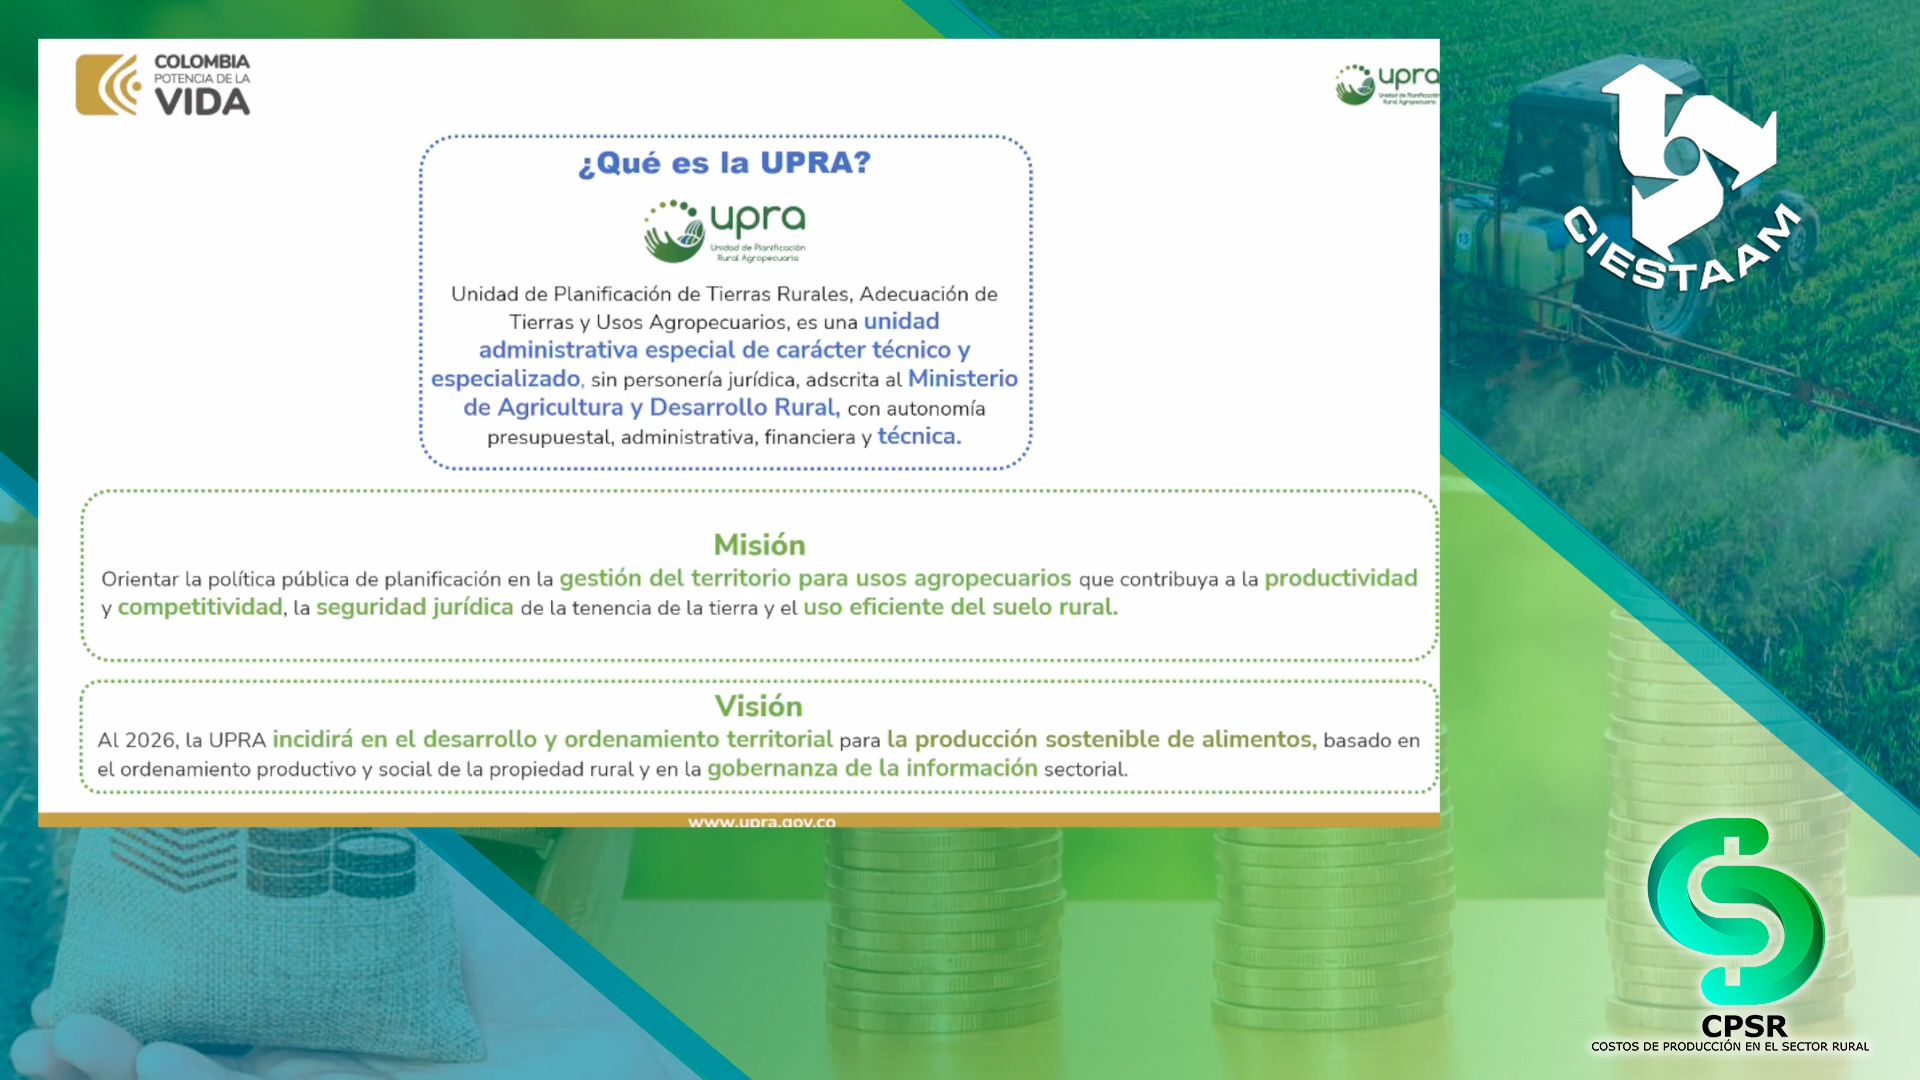 COLOMBIA
POTENCIA DE LA
VIDA
upra
Unidad de Planificación
Rural Agropecuaria
CIESTAAM
¿Qué es la UPRA?
upra
Unidad de Planificación
Rural Agropecuaria
Unidad de Planificación de Tierras Rurales, Adecuación de
Tierras y Usos Agropecuarios, es una unidad
administrativa especial de carácter técnico y
especializado, sin personería jurídica, adscrita al Ministerio
de Agricultura y Desarrollo Rural, con autonomía
presupuestal, administrativa, financiera y técnica.
Misión
Orientar la política pública de planificación en la gestión del territorio para usos agropecuarios que contribuya a la productividad
y competitividad, la seguridad jurídica de la tenencia de la tierra y el uso eficiente del suelo rural.
Visión
Al 2026, la UPRA incidirá en el desarrollo y ordenamiento territorial para la producción sostenible de alimentos, basado en
el ordenamiento productivo y social de la propiedad rural y en la gobernanza de la información sectorial.
www.upra.gov.co
CPSR
COSTOS DE PRODUCCIÓN EN EL SECTOR RURAL